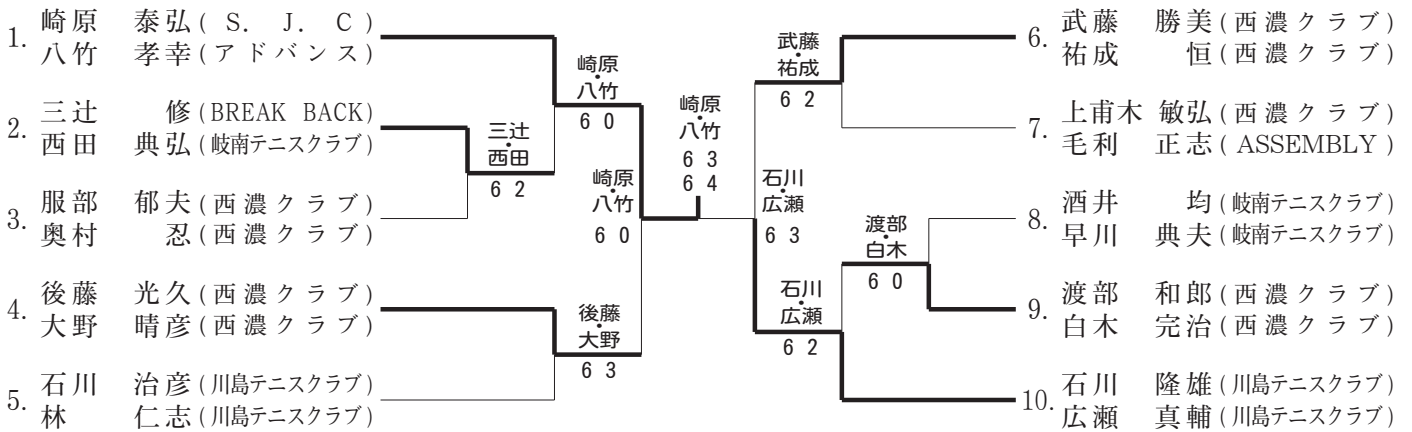 1. 崎原 泰弘 ( S. J. C )
八竹 孝幸 (アドバンス)
2. 三辻 修 (BREAK BACK)
西田 典弘 (岐南テニスクラブ)
3. 服部 郁夫 (西濃クラブ)
奥村 忍 (西濃クラブ)
4. 後藤 光久 (西濃クラブ)
大野 晴彦 (西濃クラブ)
5. 石川 治彦 (川島テニスクラブ)
林 仁志 (川島テニスクラブ)
三辻・
西田
6 2
崎原・
八竹
6 0
後藤・
大野
6 3
崎原・
八竹
6 0
崎原・
八竹
6 3
6 4
石川・
広瀬
6 3
武藤・
祐成
6 2
石川・
広瀬
6 2
渡部・
白木
6 0
6. 武藤 勝美 (西濃クラブ)
祐成 恒 (西濃クラブ)
7. 上甫木 敏弘 (西濃クラブ)
毛利 正志 ( ASSEMBLY )
8. 酒井 均 (岐南テニスクラブ)
早川 典夫 (岐南テニスクラブ)
9. 渡部 和郎 (西濃クラブ)
白木 完治 (西濃クラブ)
10. 石川 隆雄 (川島テニスクラブ)
広瀬 真輔 (川島テニスクラブ)